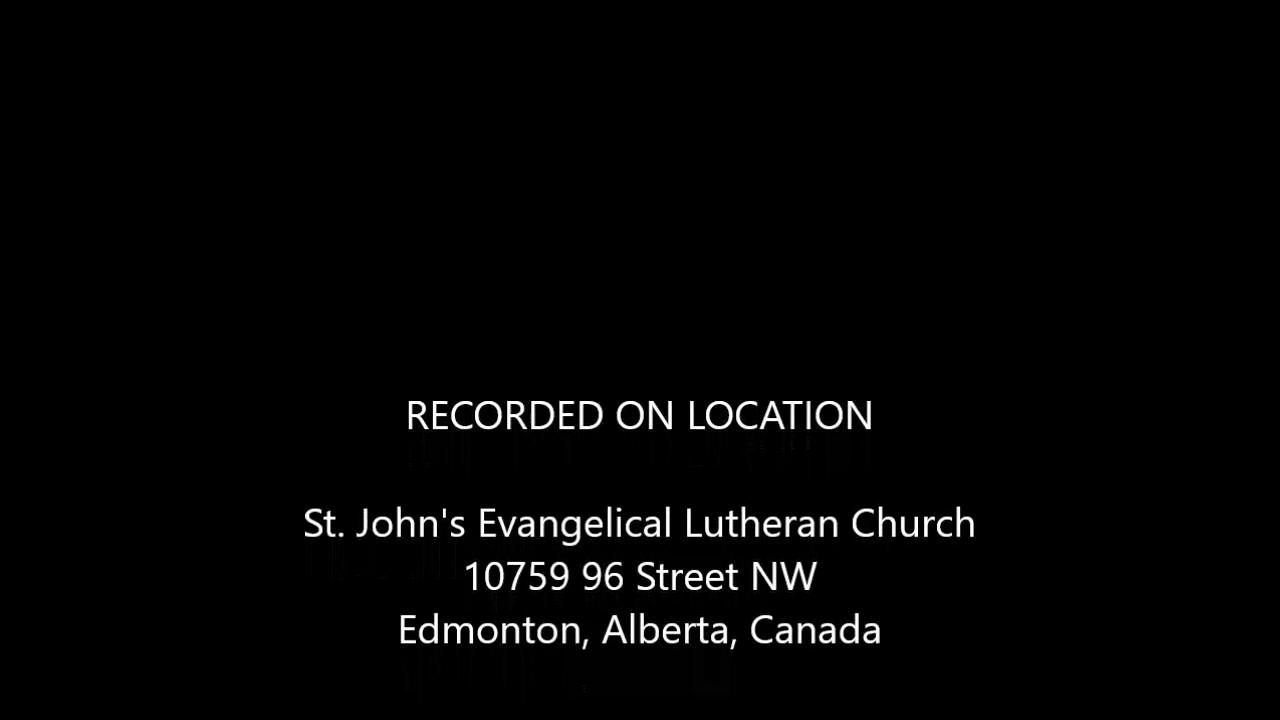 RECORDED ON LOCATION
St. John's Evangelical Lutheran Church
10759 96 Street NW
Edmonton, Alberta, Canada